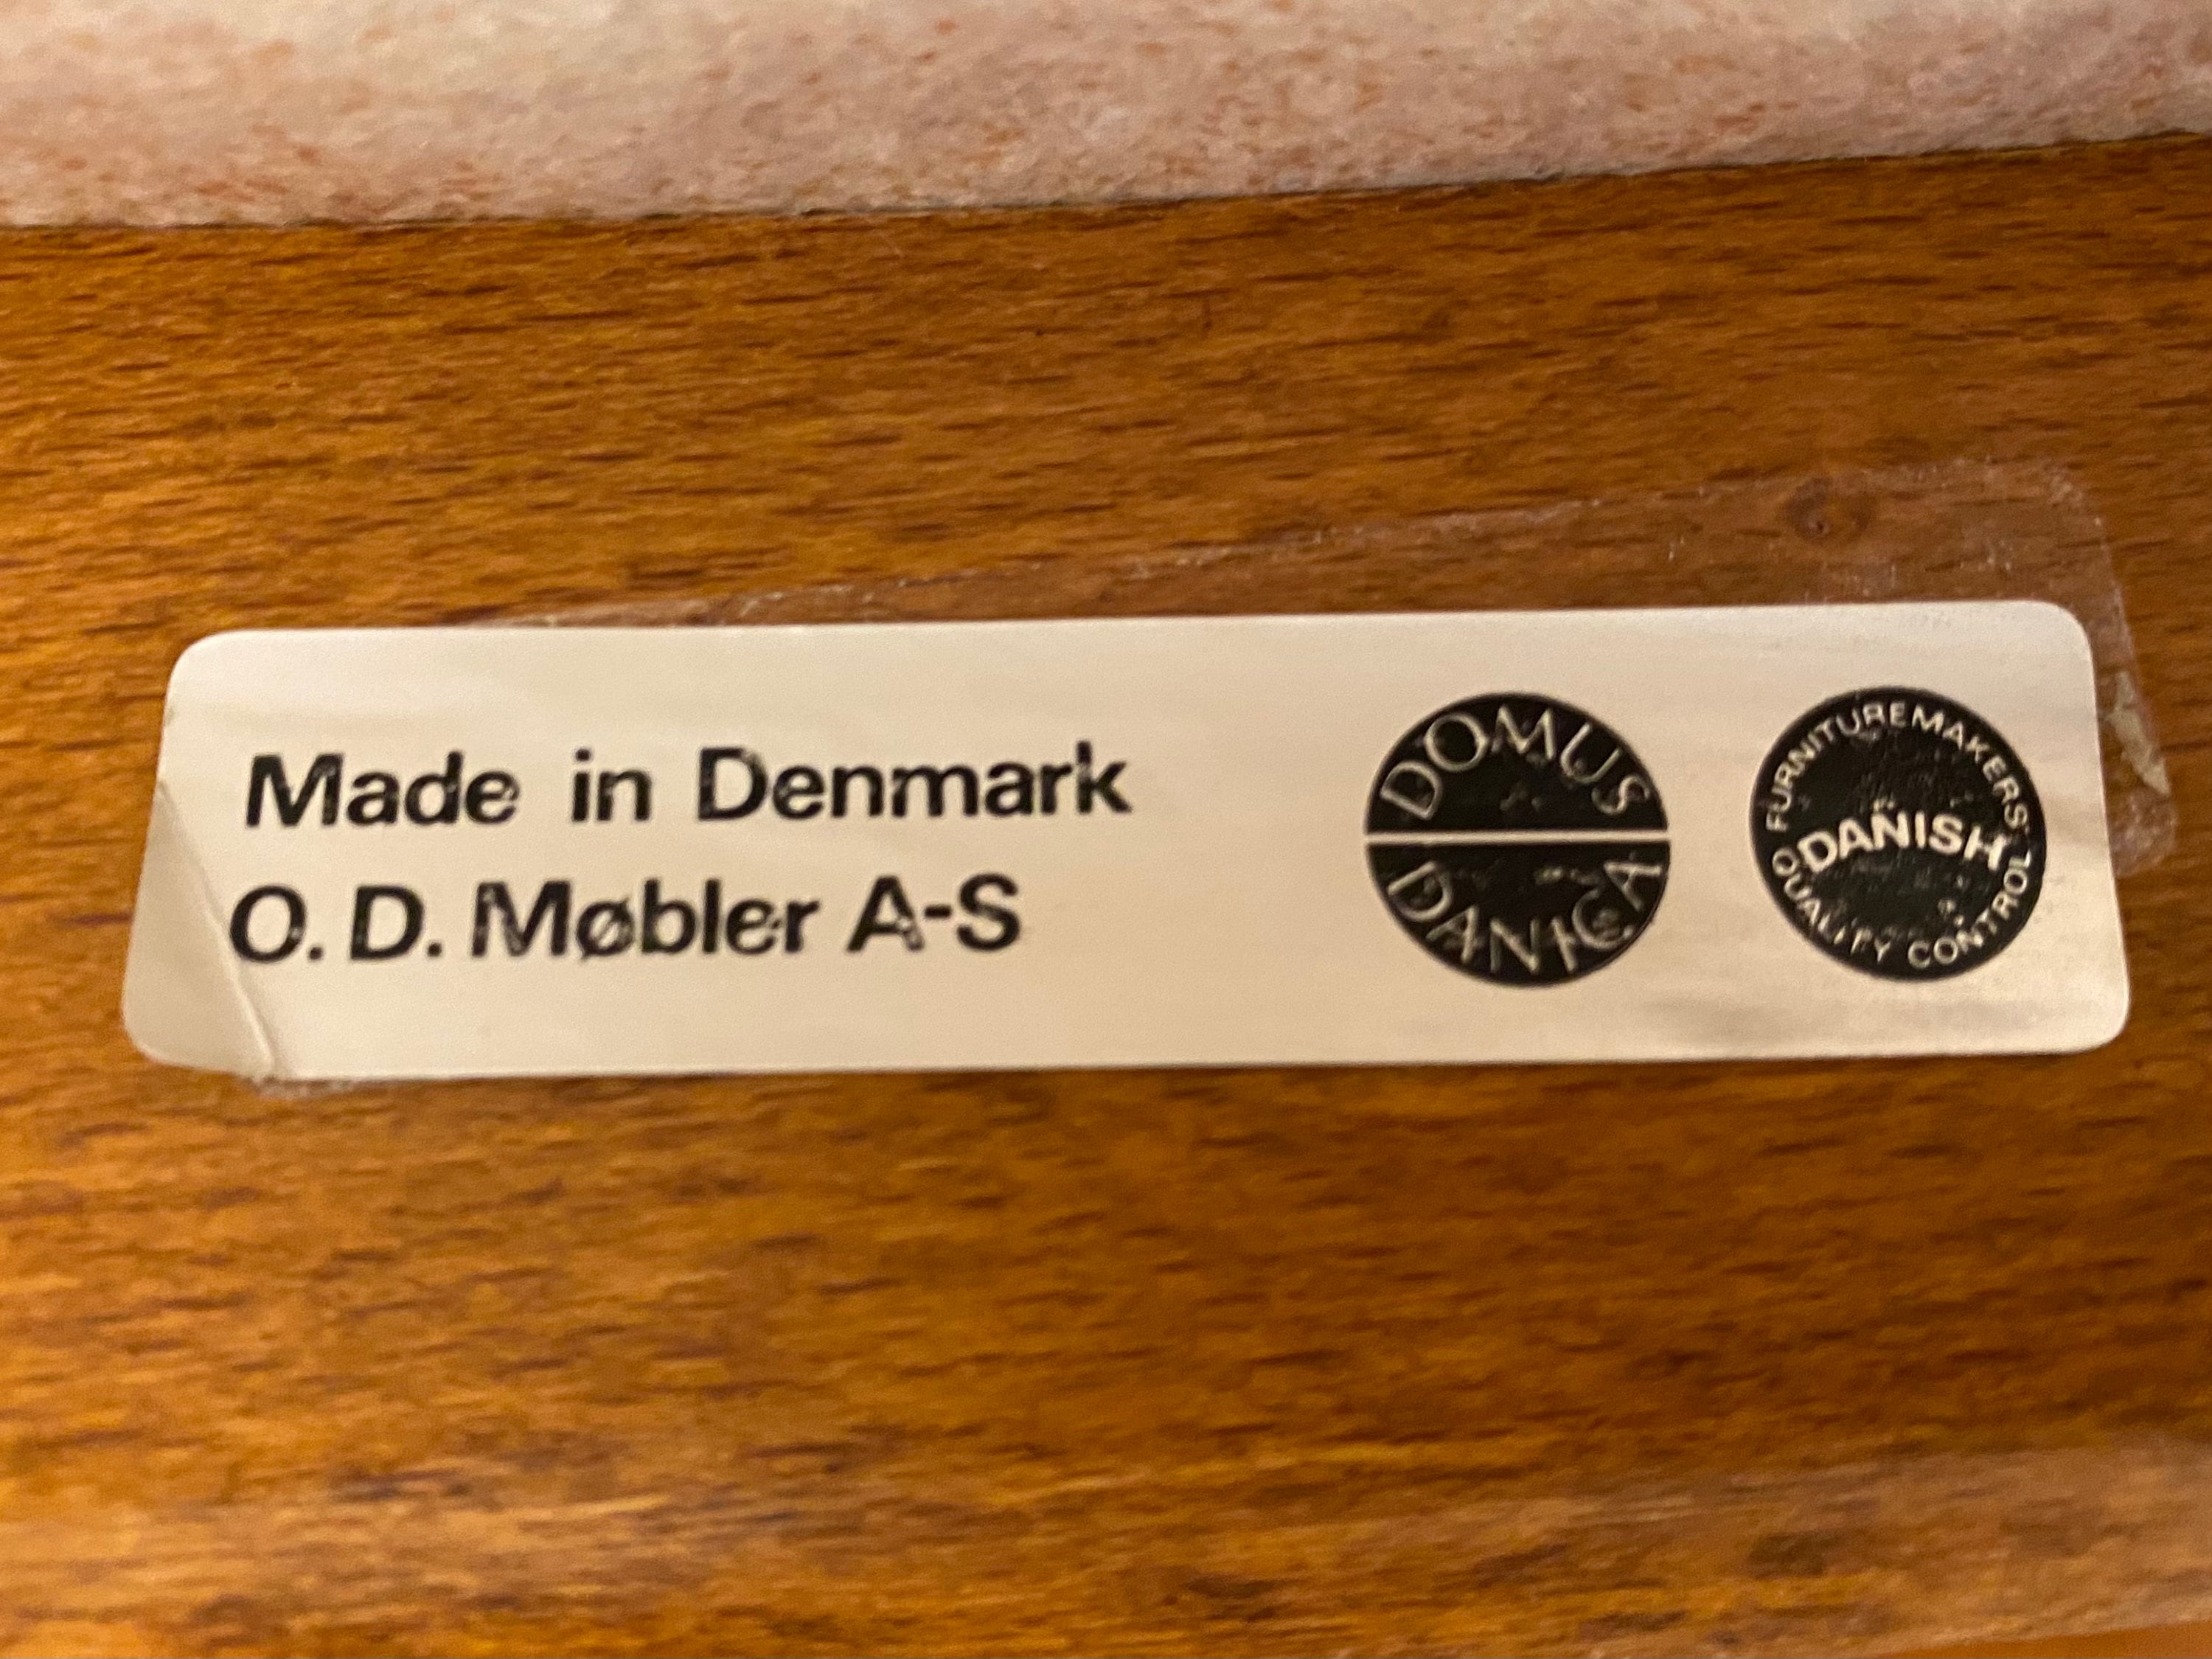 Made in Denmark
O. D. Møbler A-S
DOMUS
DANICA
FURNITUREMAKERS'
DANISH
QUALITY CONTROL